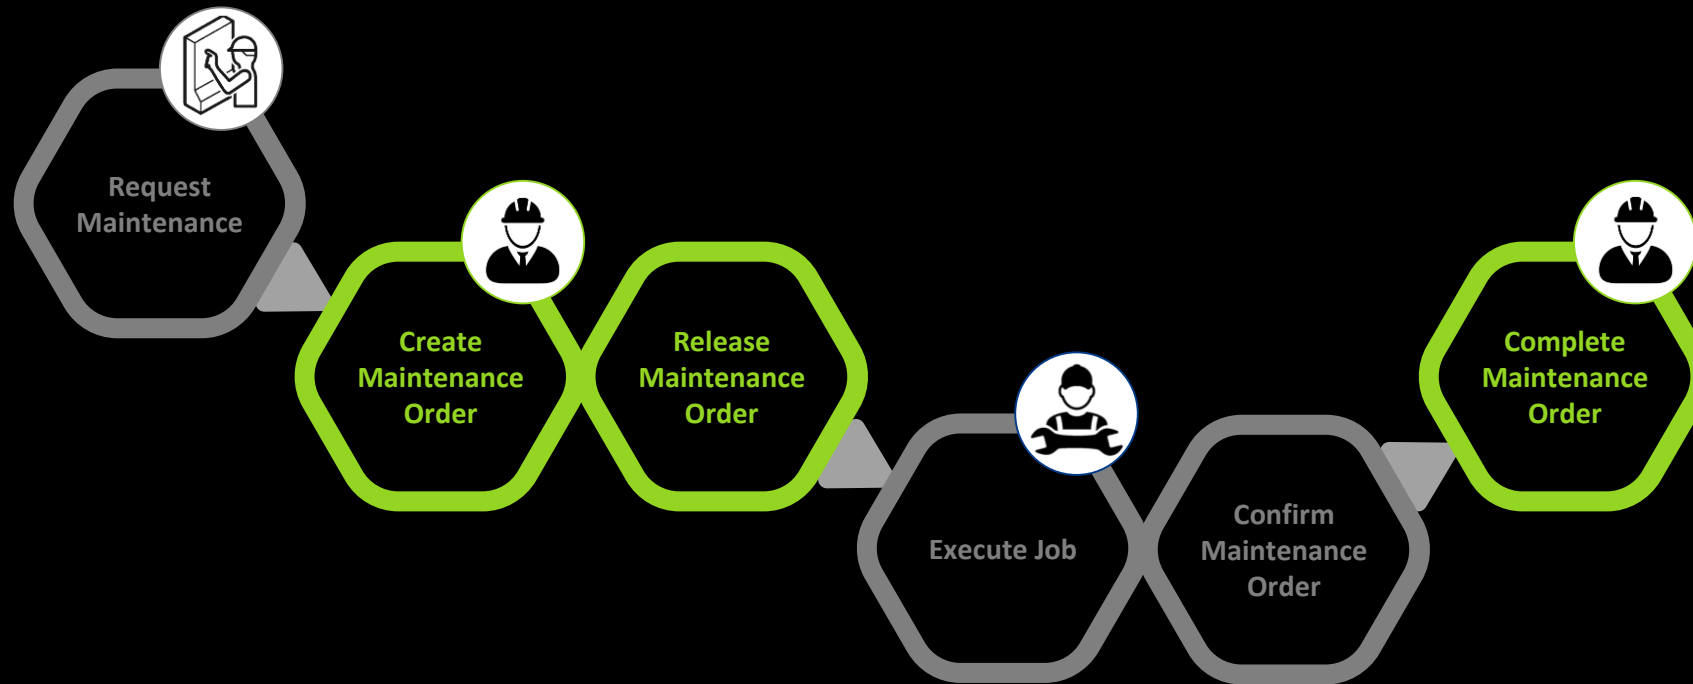 Request
Maintenance
Create
Maintenance
Order
Release
Maintenance
Order
Execute Job
Confirm
Maintenance
Order
Complete
Maintenance
Order